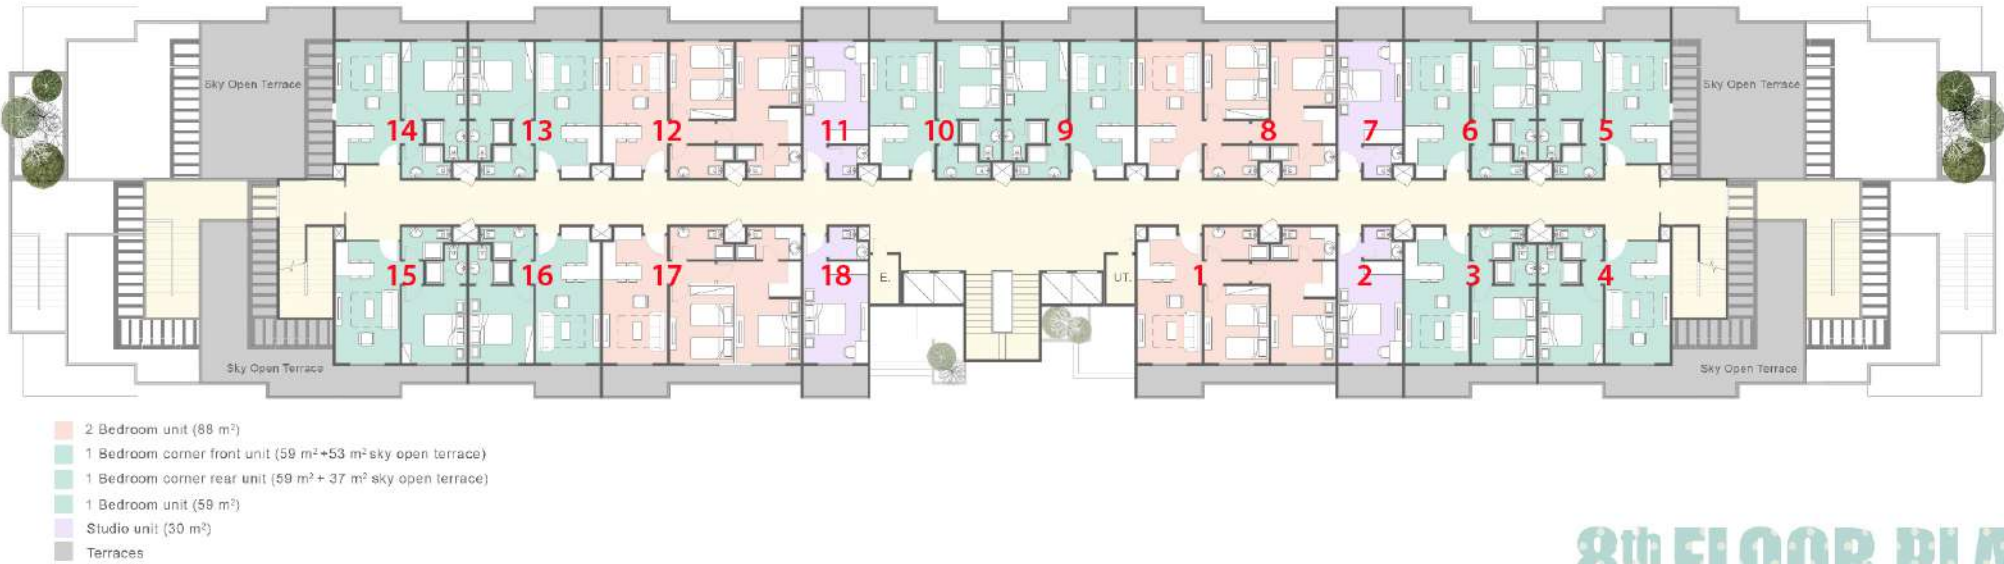 Sky Open Terrace
Sky Open Terrace
14 13 12 11 10 9 8 7 6 5
15 16 17 18 1 2 3 4
E.
UT.
Sky Open Terrace
Sky Open Terrace
2 Bedroom unit (88 m²)
1 Bedroom corner front unit (59 m²+53 m² sky open terrace)
1 Bedroom corner rear unit (59 m² + 37 m² sky open terrace)
1 Bedroom unit (59 m²)
Studio unit (30 m²)
Terraces
8th FLOOR PLA